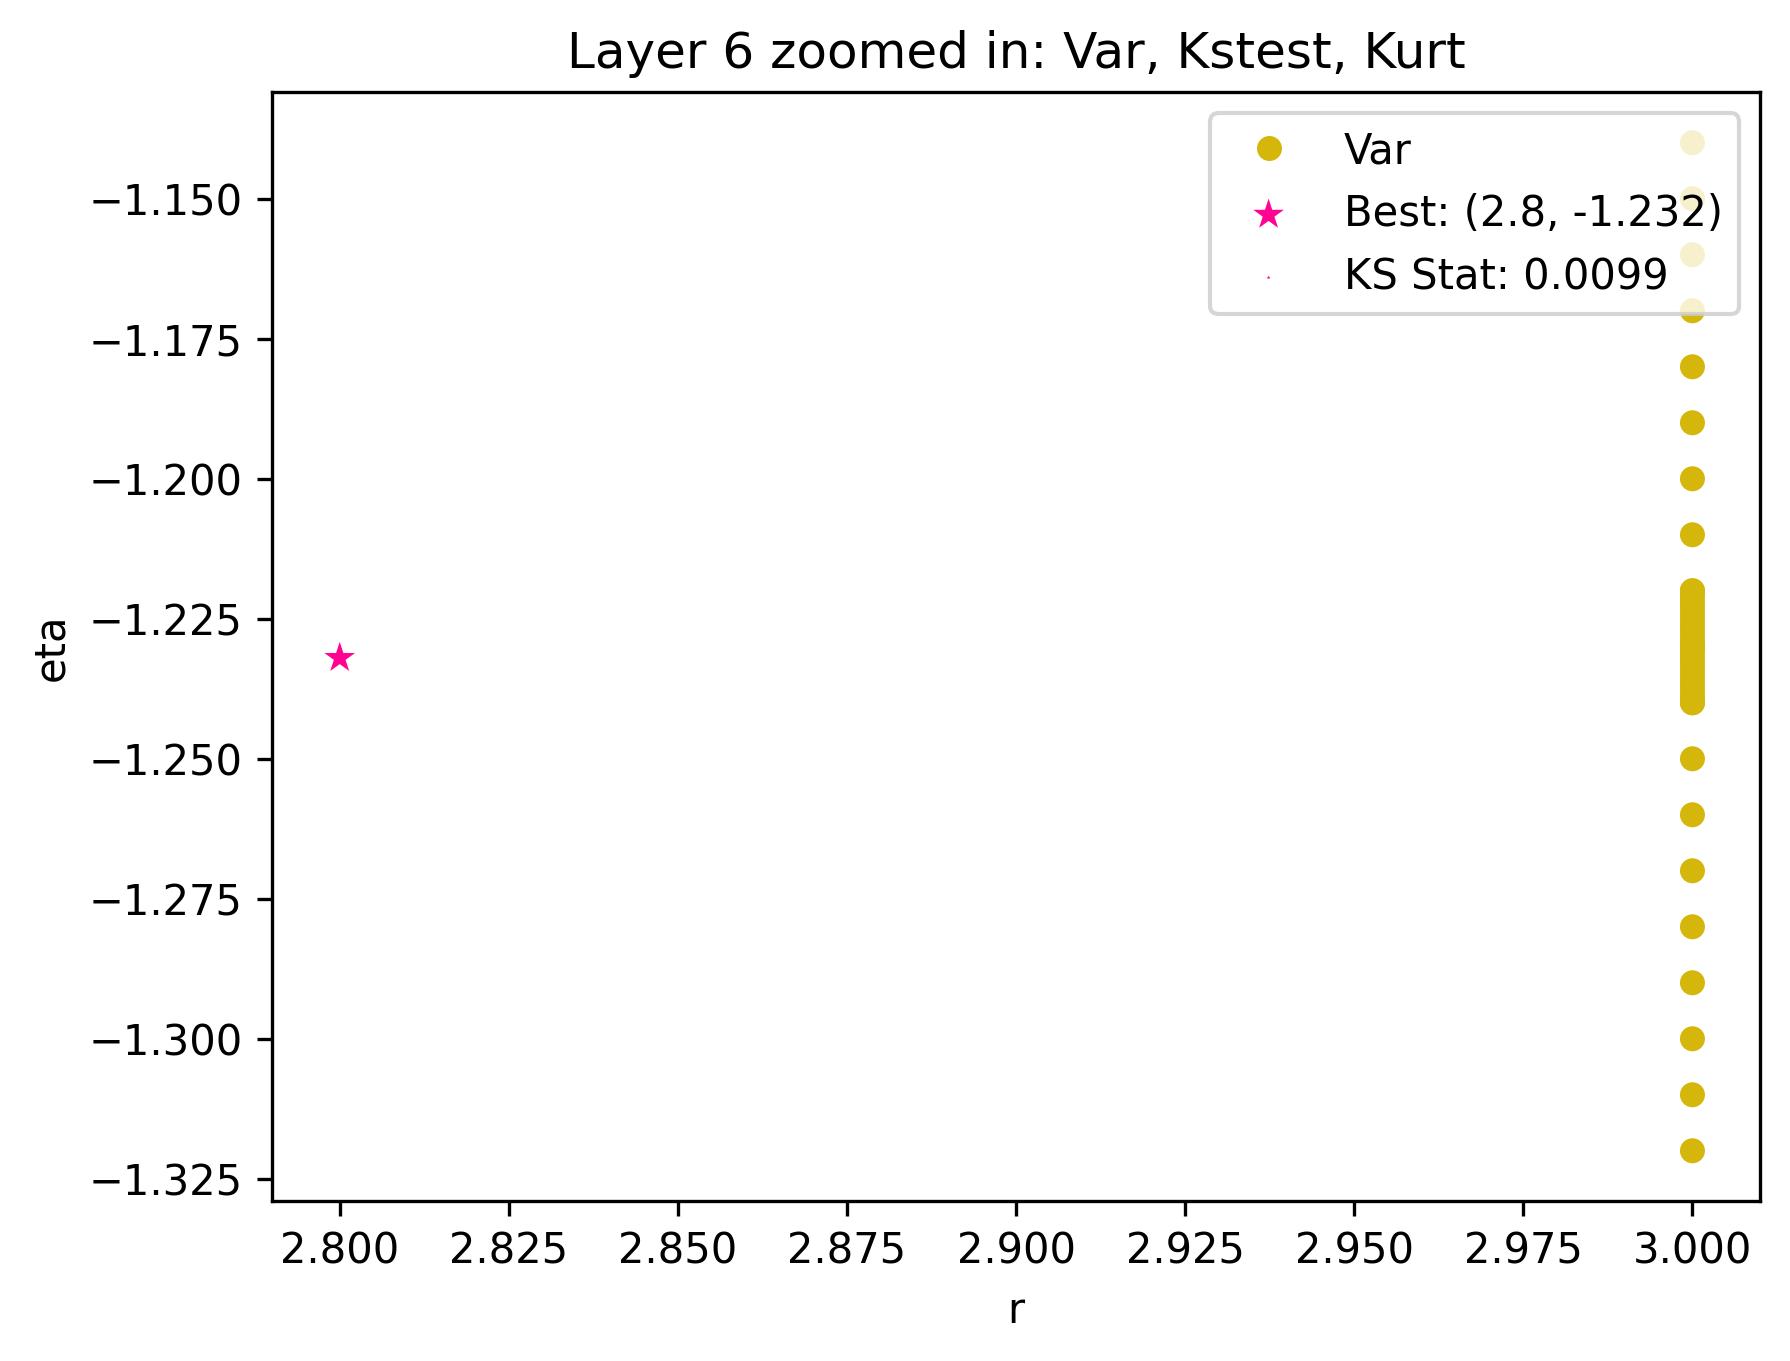 Layer 6 zoomed in: Var, Kstest, Kurt
Var
Best: (2.8, -1.232)
KS Stat: 0.0099
−1.150
−1.175
−1.200
−1.225
−1.250
−1.275
−1.300
−1.325
eta
2.800 2.825 2.850 2.875 2.900 2.925 2.950 2.975 3.000
r